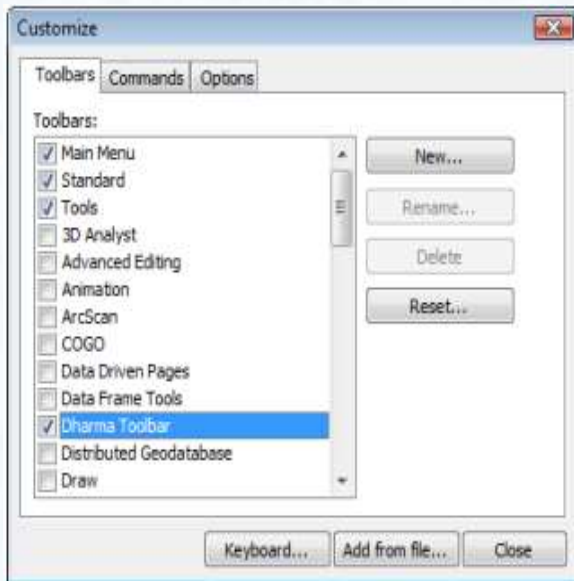 Customize
Toolbars Commands Options
Toolbars:
Main Menu
Standard
Tools
3D Analyst
Advanced Editing
Animation
ArcScan
COGO
Data Driven Pages
Data Frame Tools
Dharma Toolbar
Distributed Geodatabase
Draw
New...
Rename...
Delete
Reset...
Keyboard... Add from file... Close